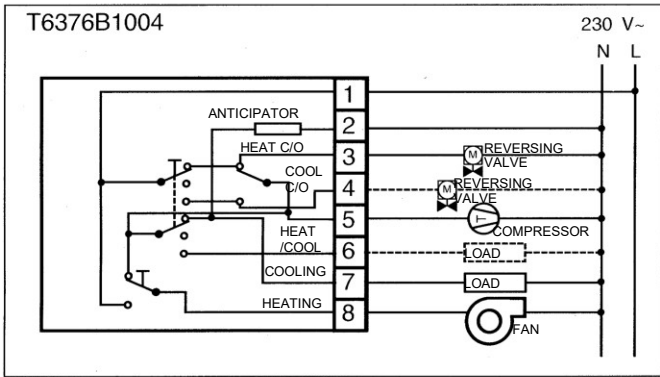 T6376B1004
230 V~
N L
1
ANTICIPATOR
2
HEAT C/O
3
M
REVERSING
VALVE
COOL
C/O
4
M
REVERSING
VALVE
5
COMPRESSOR
HEAT
/COOL
6
LOAD
COOLING
7
LOAD
HEATING
8
FAN